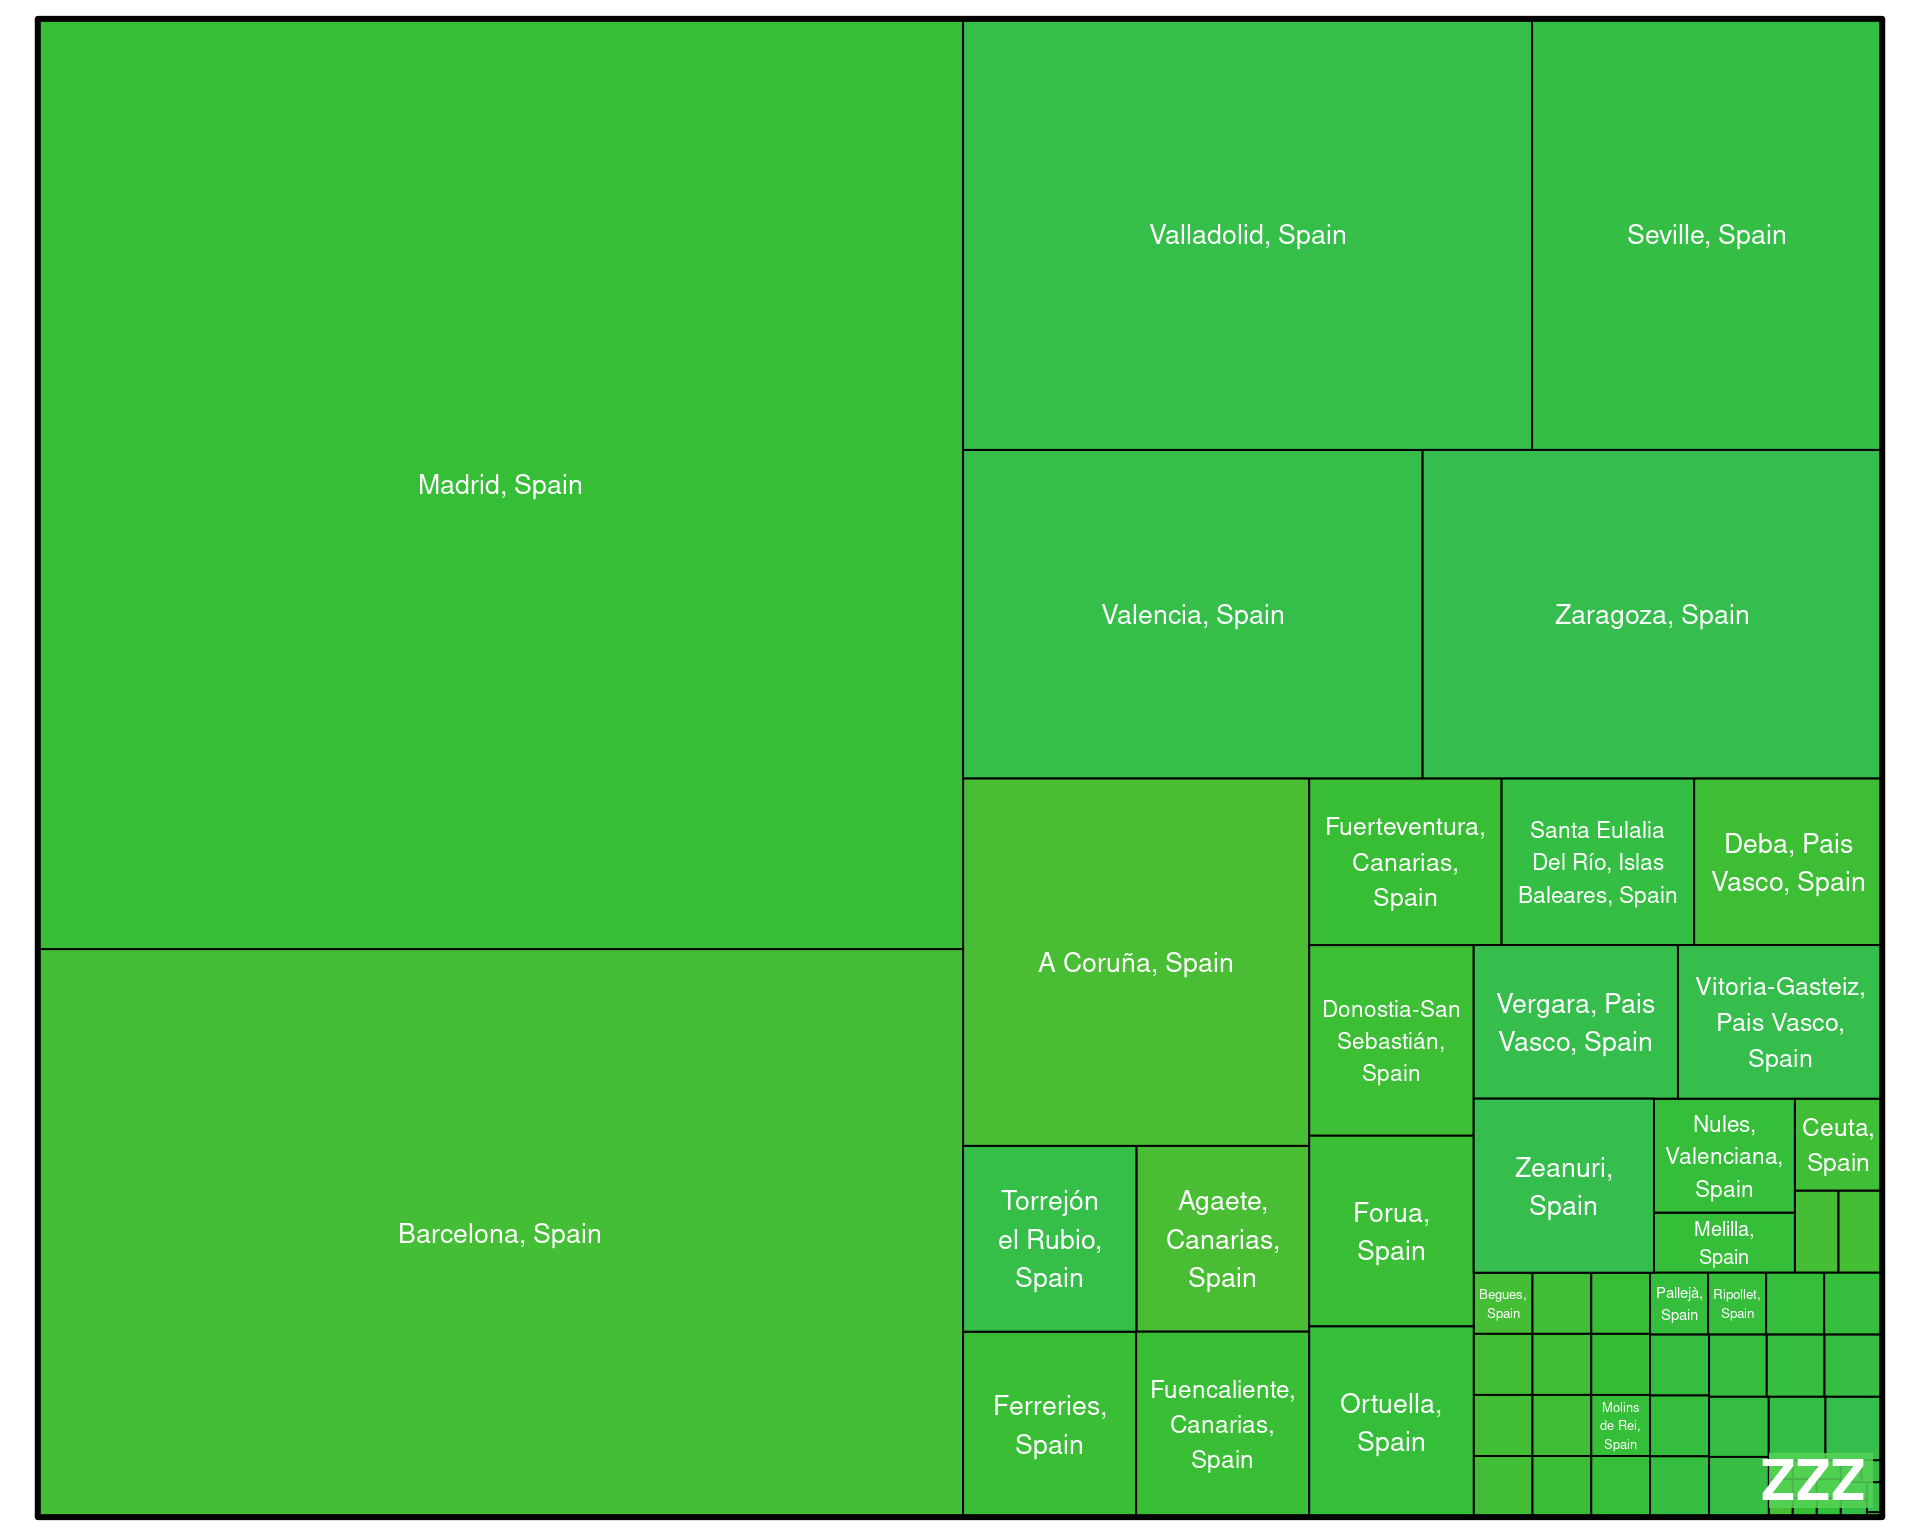 Madrid, Spain
Barcelona, Spain
Valladolid, Spain
Seville, Spain
Valencia, Spain
Zaragoza, Spain
A Coruña, Spain
Fuerteventura,
Canarias,
Spain
Santa Eulalia
Del Río, Islas
Baleares, Spain
Deba, Pais
Vasco, Spain
Donostia-San
Sebastián,
Spain
Vergara, Pais
Vasco, Spain
Vitoria-Gasteiz,
Pais Vasco,
Spain
Torrejón
el Rubio,
Spain
Agaete,
Canarias,
Spain
Forua,
Spain
Zeanuri,
Spain
Nules,
Valenciana,
Spain
Ceuta,
Spain
Melilla,
Spain
Ferreries,
Spain
Fuencaliente,
Canarias,
Spain
Ortuella,
Spain
Begues,
Spain
Pallejà,
Spain
Ripollet,
Spain
Molins
de Rei,
Spain
ZZZ